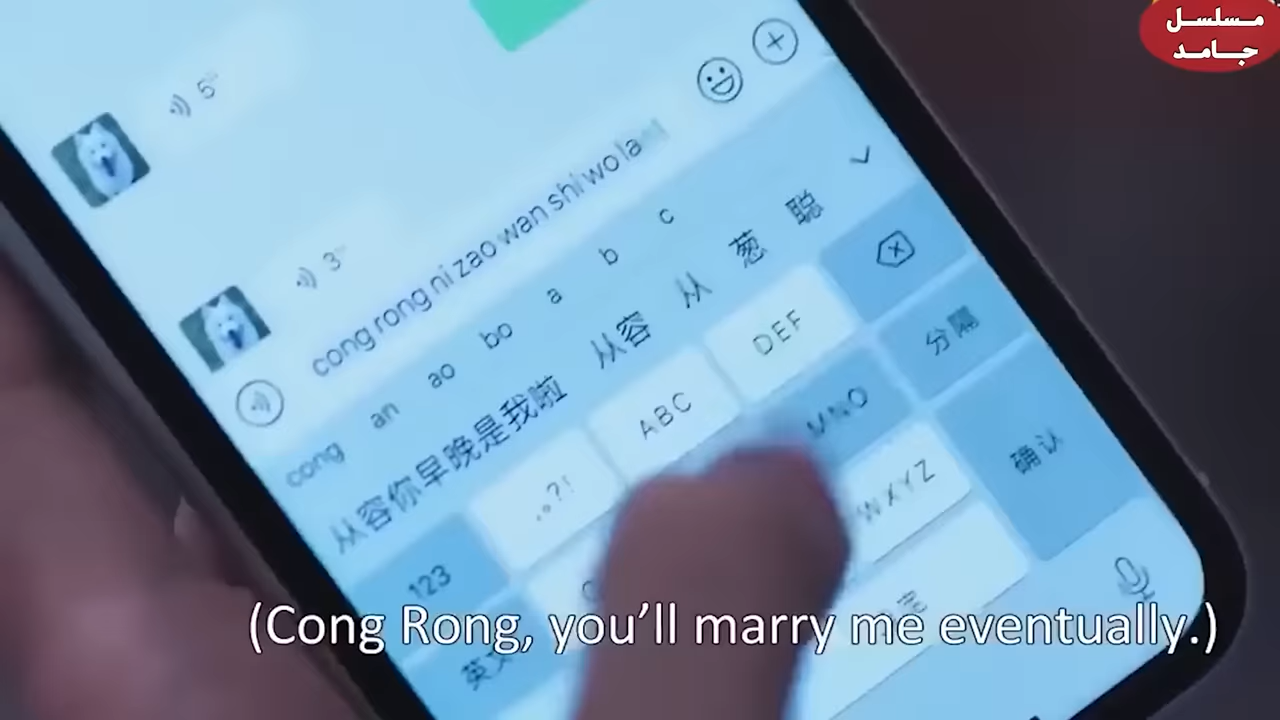 مسلسل
جامد
5"
3"
cong rong ni zao wan shi wo la
cong an ao bo a b c
从容你早晚是我啦 从容 从 葱 聪
123
.。?!
ABC
DEF
MNO
WXYZ
分隔
确认
(Cong Rong, you’ll marry me eventually.)